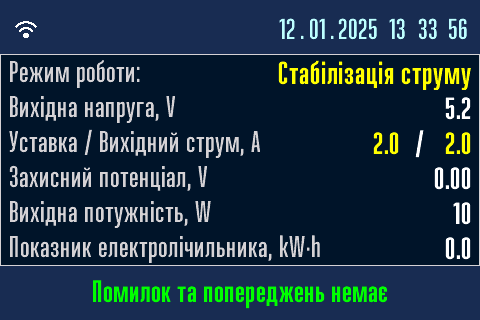 12.01.2025 13 33 56
Режим роботи: Стабілізація струму
Вихідна напруга, V 5.2
Уставка / Вихідний струм, A 2.0 / 2.0
Захисний потенціал, V 0.00
Вихідна потужність, W 10
Показник електролічильника, kW·h 0.0
Помилок та попереджень немає